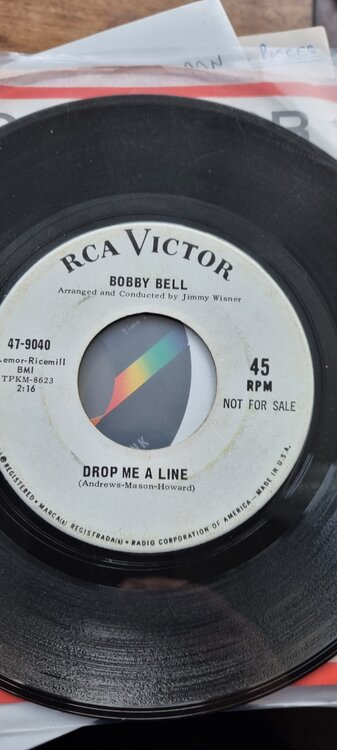 PISCES
RCA VICTOR
BOBBY BELL
Arranged and Conducted by Jimmy Wisner
47-9040
Lemor-Ricemill
BMI
TPKM-8623
2:16
45
RPM
NOT FOR SALE
Time
DROP ME A LINE
(Andrews-Mason-Howard)
REGISTERED • MARCA(s) REGISTRADA(s) • RADIO CORPORATION OF AMERICA — MADE IN U.S.A.